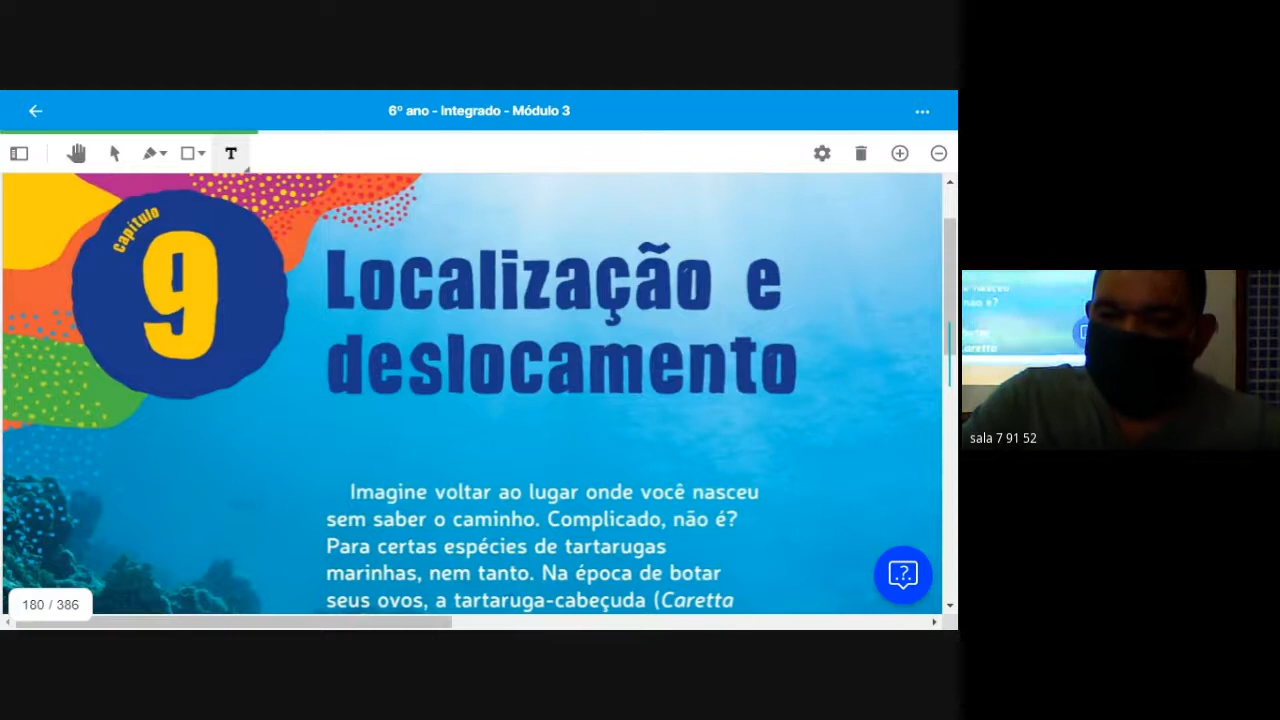 6º ano - Integrado - Módulo 3
capítulo
9
Localização e
deslocamento
Imagine voltar ao lugar onde você nasceu
sem saber o caminho. Complicado, não é?
Para certas espécies de tartarugas
marinhas, nem tanto. Na época de botar
seus ovos, a tartaruga-cabeçuda (Caretta
180 / 386
nasceu
não é?
sala 7 91 52